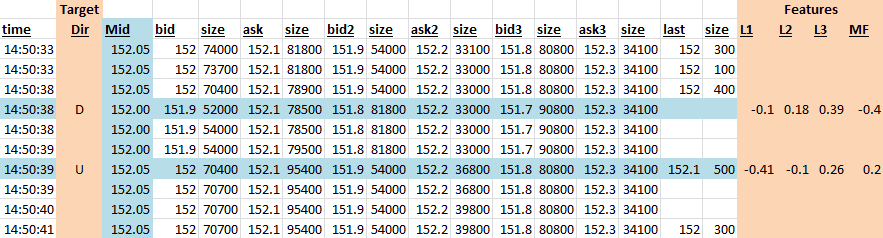 Target Features
time Dir Mid bid size ask size bid2 size ask2 size bid3 size ask3 size last size L1 L2 L3 MF
14:50:33 152.05 152 74000 152.1 81800 151.9 54000 152.2 33100 151.8 80800 152.3 34100 152 300
14:50:33 152.05 152 73700 152.1 81800 151.9 54000 152.2 33000 151.8 80800 152.3 34100 152 100
14:50:38 152.05 152 70400 152.1 78900 151.9 54000 152.2 33000 151.8 80800 152.3 34100 152 400
14:50:38 D 152.00 151.9 52000 152.1 78500 151.8 81800 152.2 33000 151.7 90800 152.3 34100 -0.1 0.18 0.39 -0.4
14:50:38 152.00 151.9 54000 152.1 78500 151.8 81800 152.2 33000 151.7 90800 152.3 34100
14:50:39 152.00 151.9 54000 152.1 79500 151.8 81800 152.2 33000 151.7 90800 152.3 34100
14:50:39 U 152.05 152 70400 152.1 95400 151.9 54000 152.2 36800 151.8 80800 152.3 34100 152.1 500 -0.41 -0.1 0.26 0.2
14:50:39 152.05 152 70700 152.1 95400 151.9 54000 152.2 36800 151.8 80800 152.3 34100
14:50:40 152.05 152 70700 152.1 95400 151.9 54000 152.2 39800 151.8 80800 152.3 34100
14:50:41 152.05 152 70700 152.1 95400 151.9 54000 152.2 39800 151.8 80800 152.3 34100 152 300